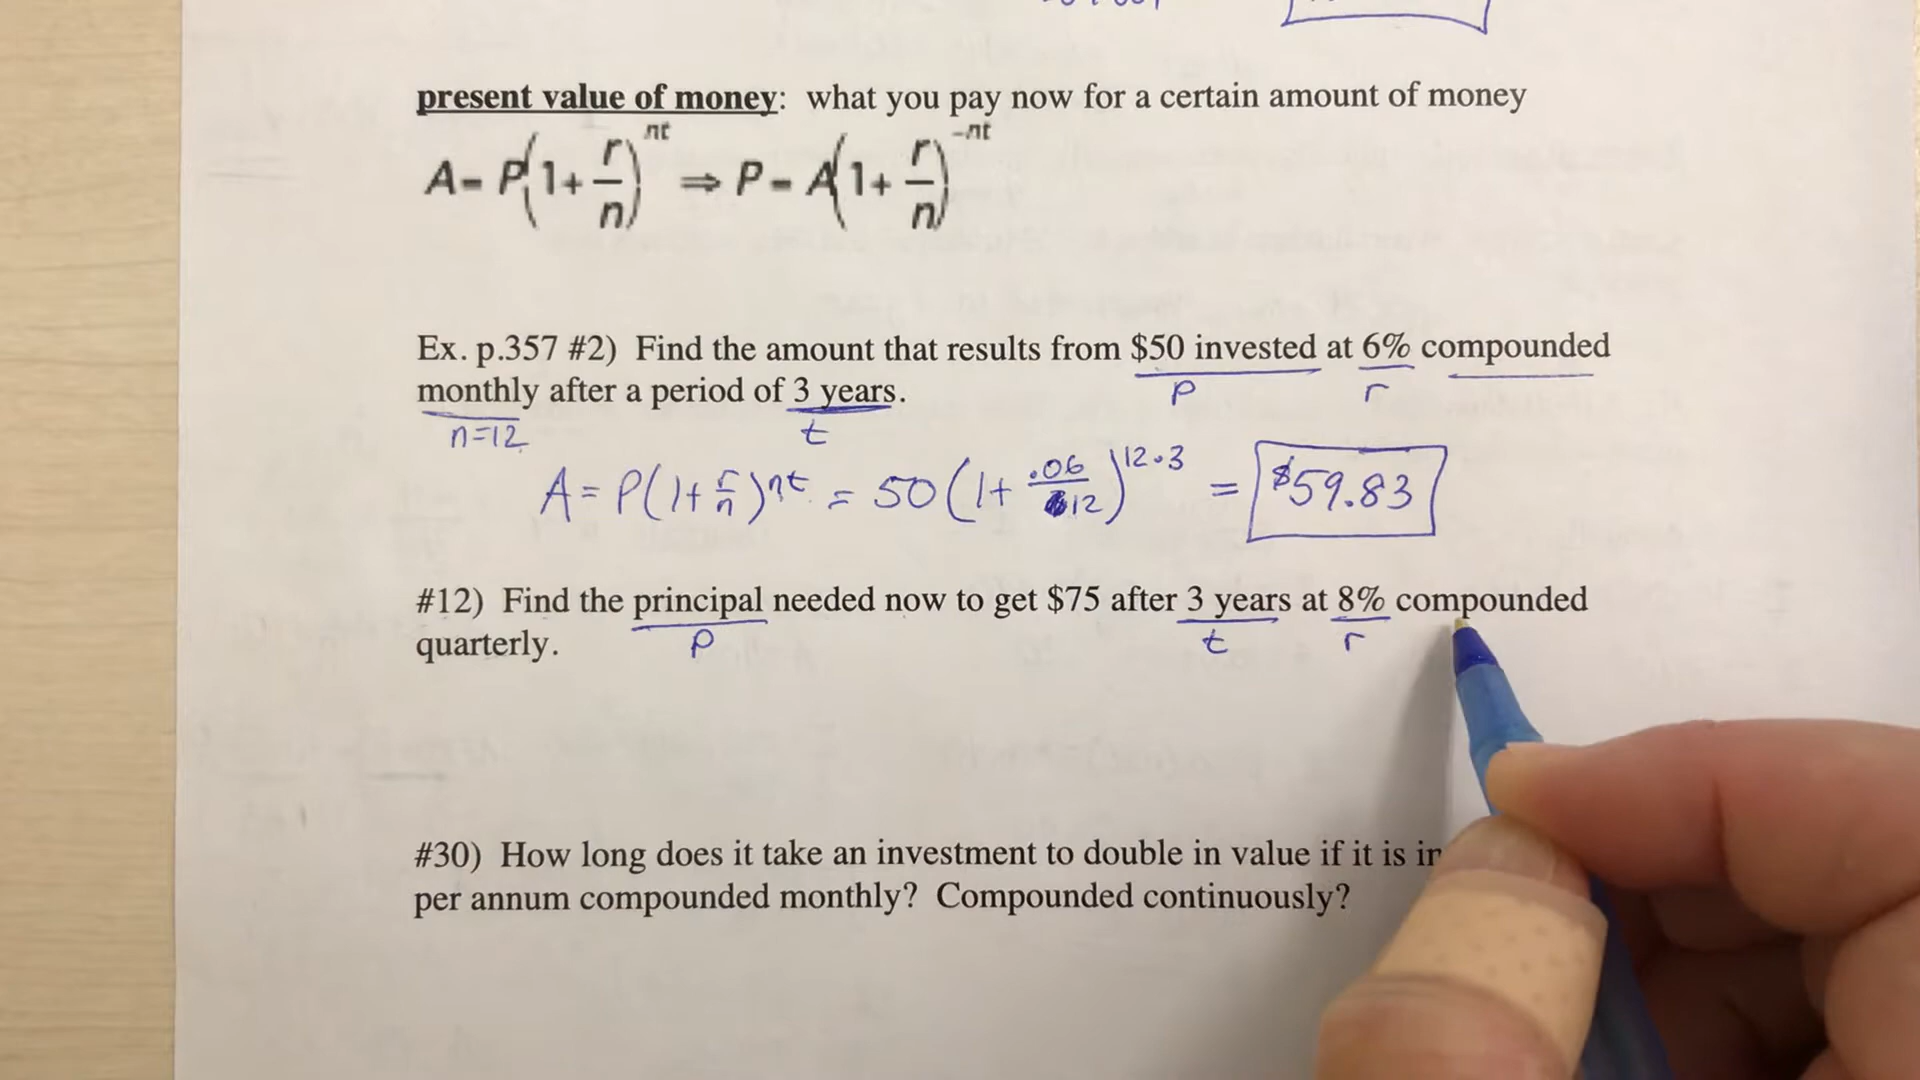 present value of money: what you pay now for a certain amount of money
A = P(1 + r/n)^nt ⇒ P = A(1 + r/n)^-nt
Ex. p.357 #2) Find the amount that results from $50 invested at 6% compounded
monthly after a period of 3 years.
P r
n=12 t
A = P(1+r/n)^nt = 50(1+.06/12)^12·3 = $59.83
#12) Find the principal needed now to get $75 after 3 years at 8% compounded
quarterly.
P t r
#30) How long does it take an investment to double in value if it is
per annum compounded monthly? Compounded continuously?